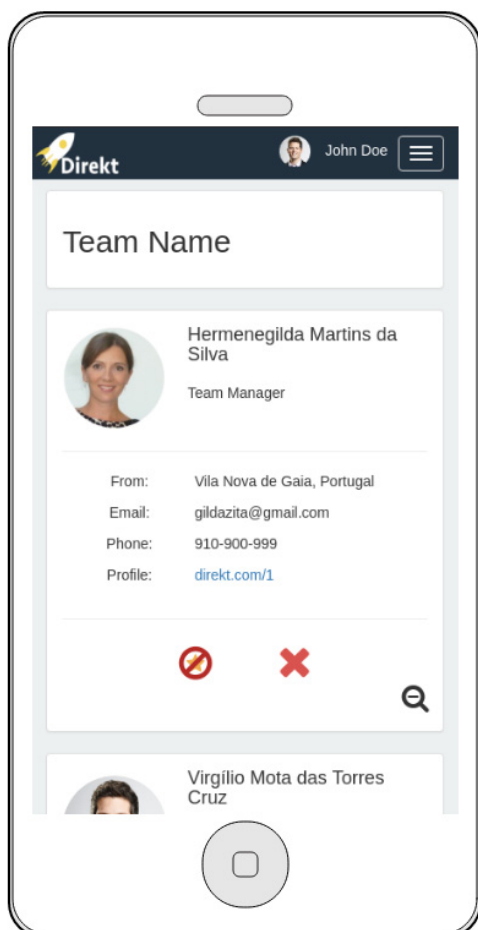 Direkt
John Doe
Team Name
Hermenegilda Martins da
Silva
Team Manager
From: Vila Nova de Gaia, Portugal
Email: gildazita@gmail.com
Phone: 910-900-999
Profile: direkt.com/1
Virgílio Mota das Torres
Cruz